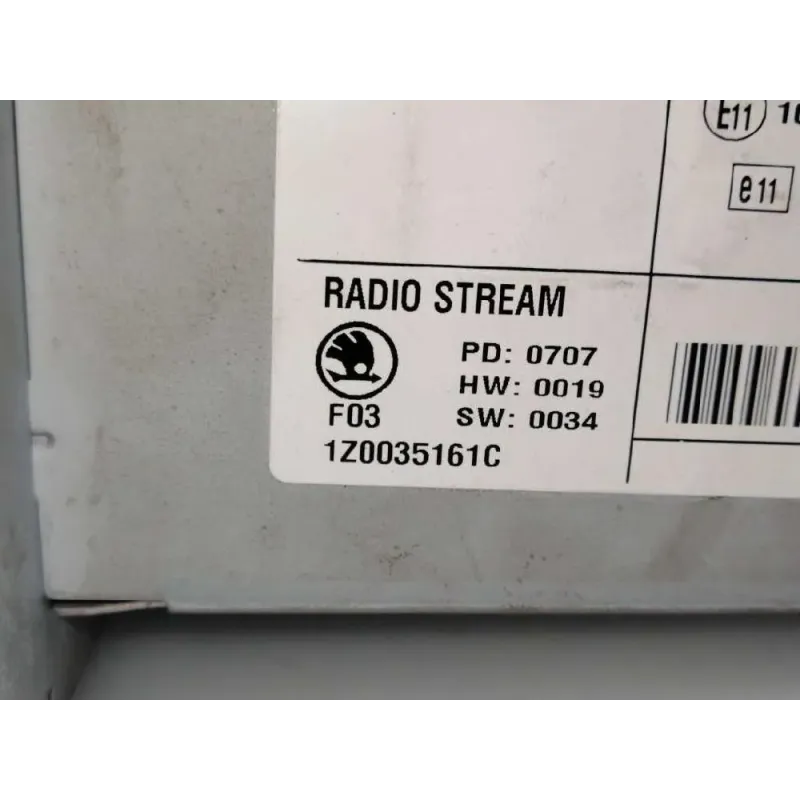 E11
e11
RADIO STREAM
PD: 0707
HW: 0019
F03 SW: 0034
1Z0035161C